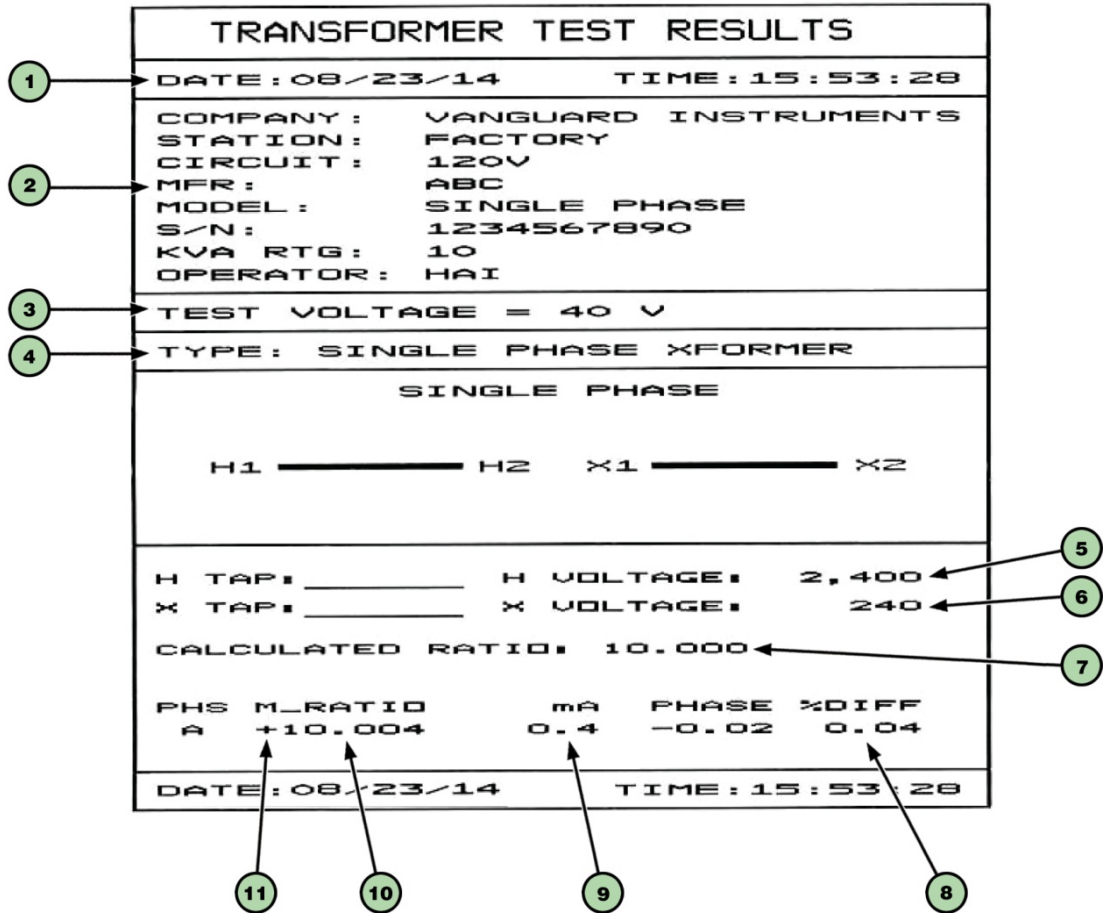 TRANSFORMER TEST RESULTS
1
DATE:08/23/14 TIME:15:53:28
COMPANY: VANGUARD INSTRUMENTS
STATION: FACTORY
CIRCUIT: 120V
2
MFR: ABC
MODEL: SINGLE PHASE
S/N: 1234567890
KVA RTG: 10
OPERATOR: HAI
3
TEST VOLTAGE = 40 V
4
TYPE: SINGLE PHASE XFORMER
SINGLE PHASE
H1 H2 X1 X2
5
H TAP:__________ H VOLTAGE: 2,400
6
X TAP:__________ X VOLTAGE: 240
CALCULATED RATIO: 10.000
7
PHS M_RATIO mA PHASE %DIFF
A +10.004 0.4 -0.02 0.04
DATE:08/23/14 TIME:15:53:28
11 10 9 8